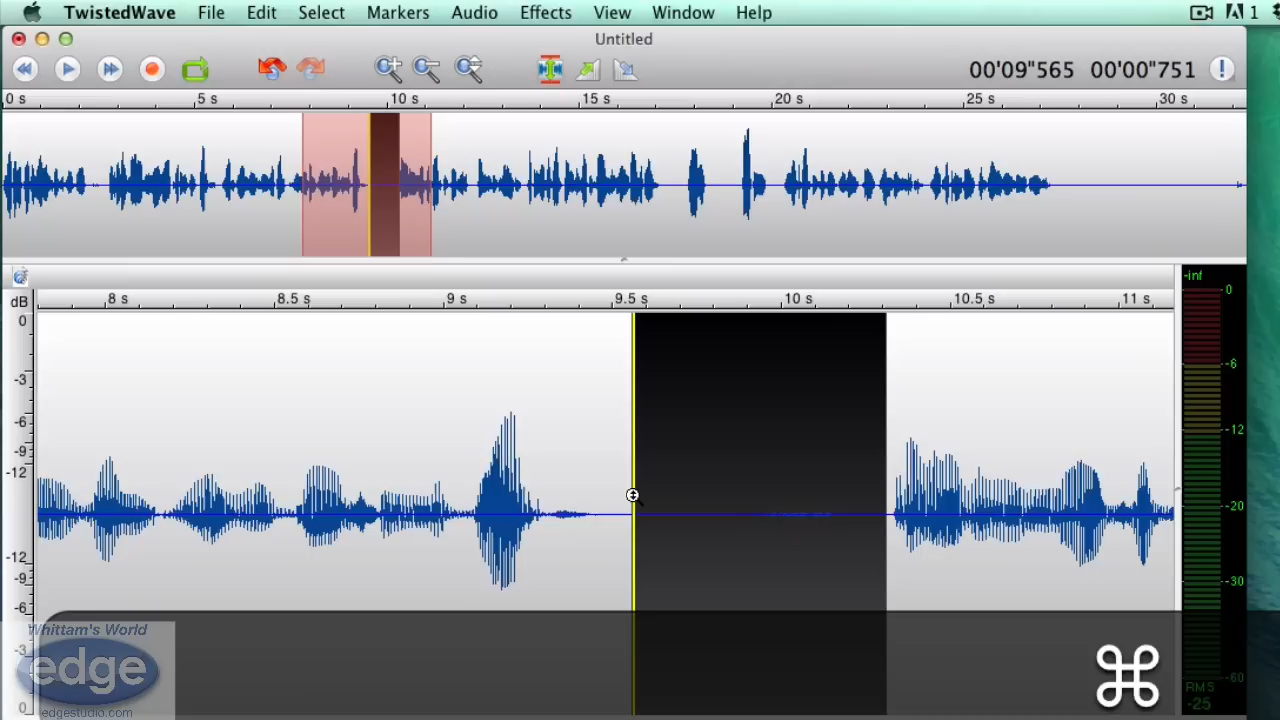 TwistedWave File Edit Select Markers Audio Effects View Window Help 1
Untitled
00'09"565 00'00"751
0 s 5 s 10 s 15 s 20 s 25 s 30 s
-inf
dB 8 s 8.5 s 9 s 9.5 s 10 s 10.5 s 11 s
0
-3
-6
-9
-12
-12
-9
-6
-3
0
0
-6
-12
-20
-30
-60
RMS
-25
Whittam's World
edge
edgestudio.com